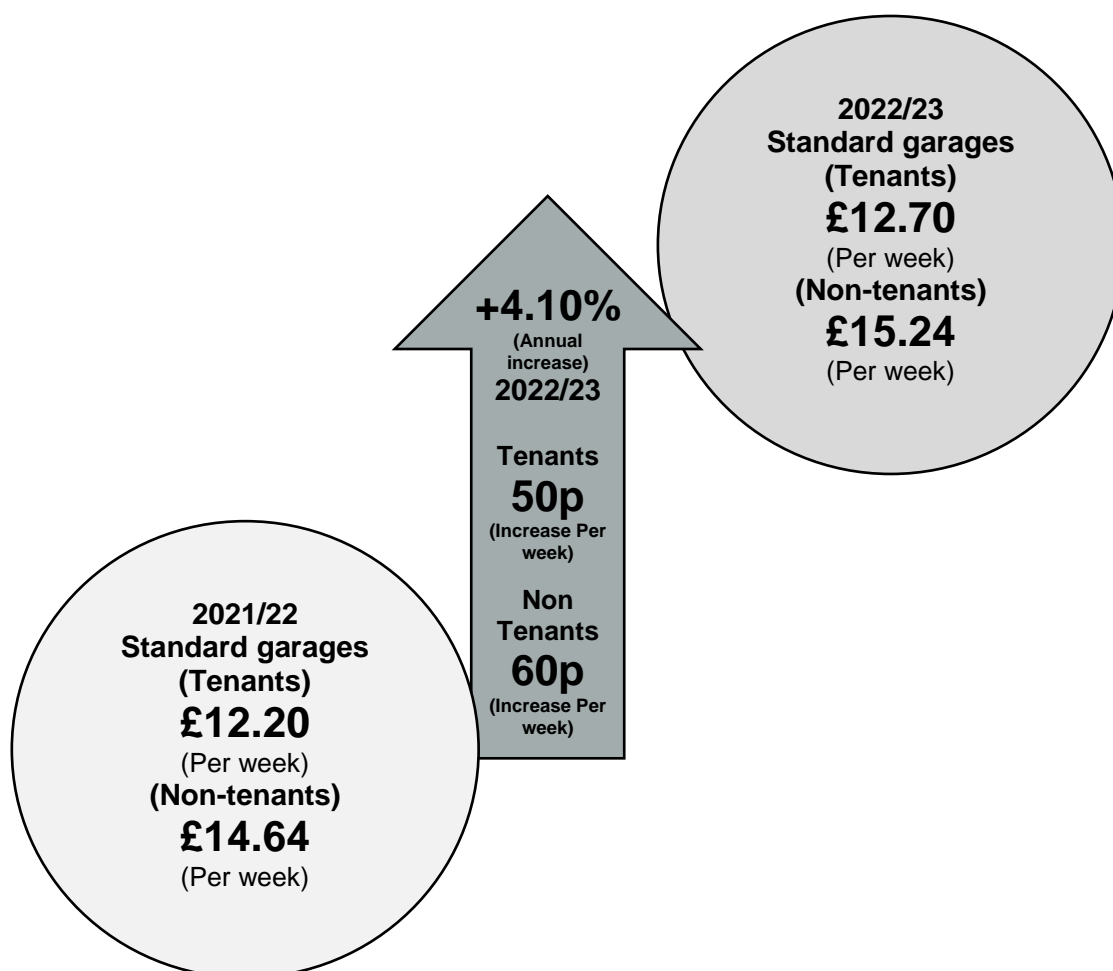 2022/23
Standard garages
(Tenants)
£12.70
(Per week)
(Non-tenants)
£15.24
(Per week)
+4.10%
(Annual
increase)
2022/23
Tenants
50p
(Increase Per
week)
Non
Tenants
60p
(Increase Per
week)
2021/22
Standard garages
(Tenants)
£12.20
(Per week)
(Non-tenants)
£14.64
(Per week)